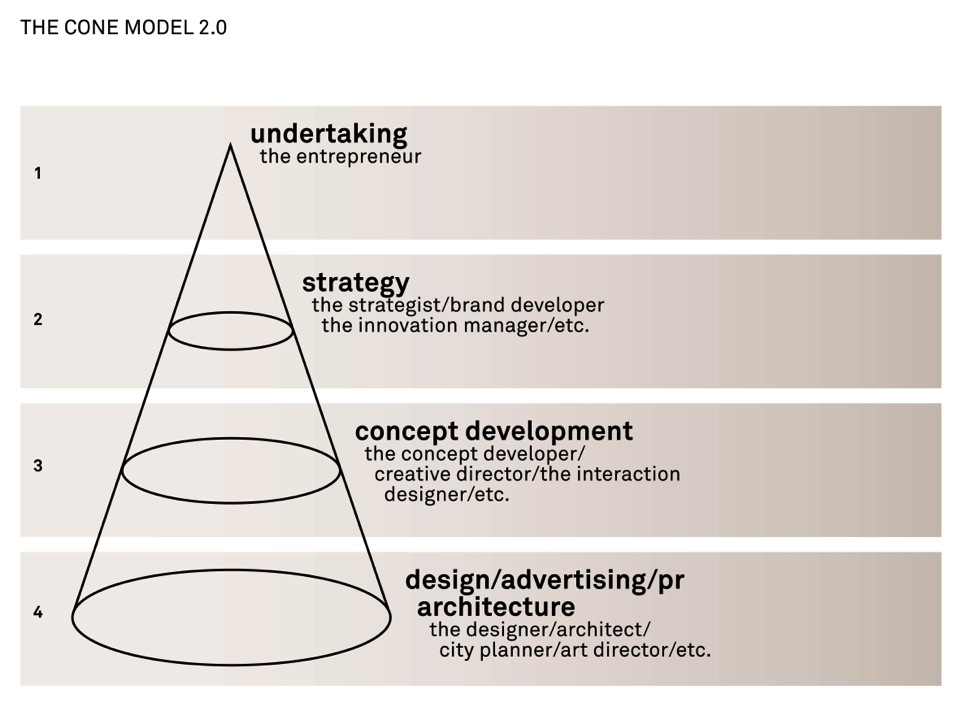 THE CONE MODEL 2.0
1
undertaking
the entrepreneur
2
strategy
the strategist/brand developer
the innovation manager/etc.
3
concept development
the concept developer/
creative director/the interaction
designer/etc.
4
design/advertising/pr
architecture
the designer/architect/
city planner/art director/etc.